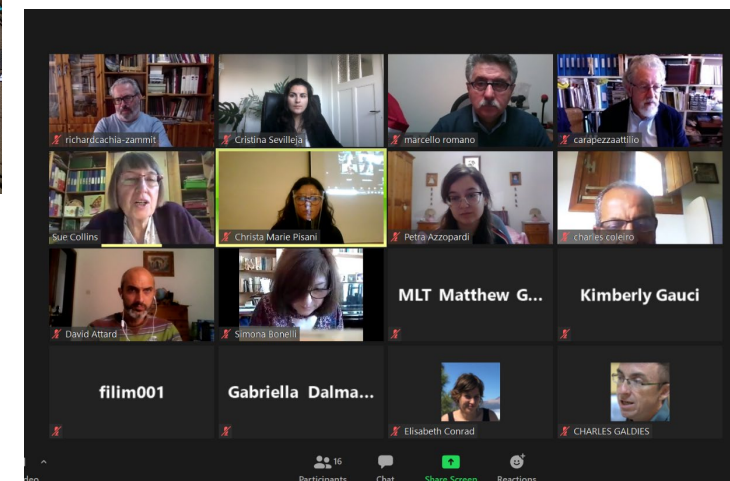 richardcachia-zammit
Cristina Sevilleja
marcello romano
carapezzaattilio
Sue Collins
Christa Marie Pisani
Petra Azzopardi
charles coleiro
David Attard
Simona Bonelli
MLT Matthew G...
Kimberly Gauci
filim001
Gabriella Dalma...
Elisabeth Conrad
CHARLES GALDIES
deo
16
Participants
Chat
Share Screen
Reactions